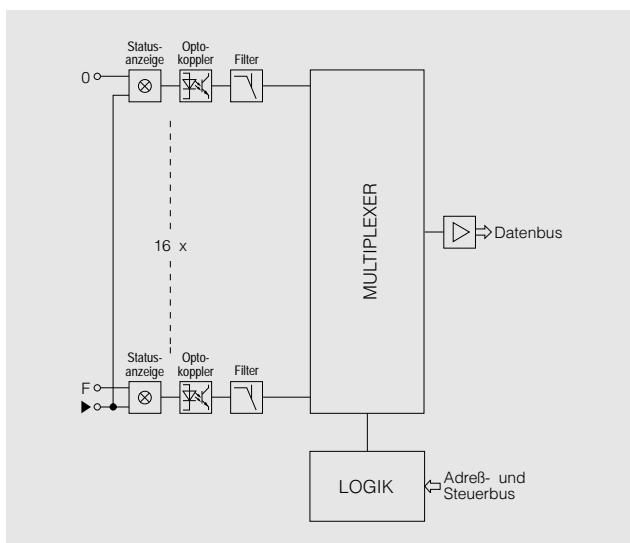 Status-
anzeige
Opto-
koppler
Filter
0
MULTIPLEXER
Datenbus
16 x
Status-
anzeige
Opto-
koppler
Filter
F
LOGIK
Adreß- und
Steuerbus